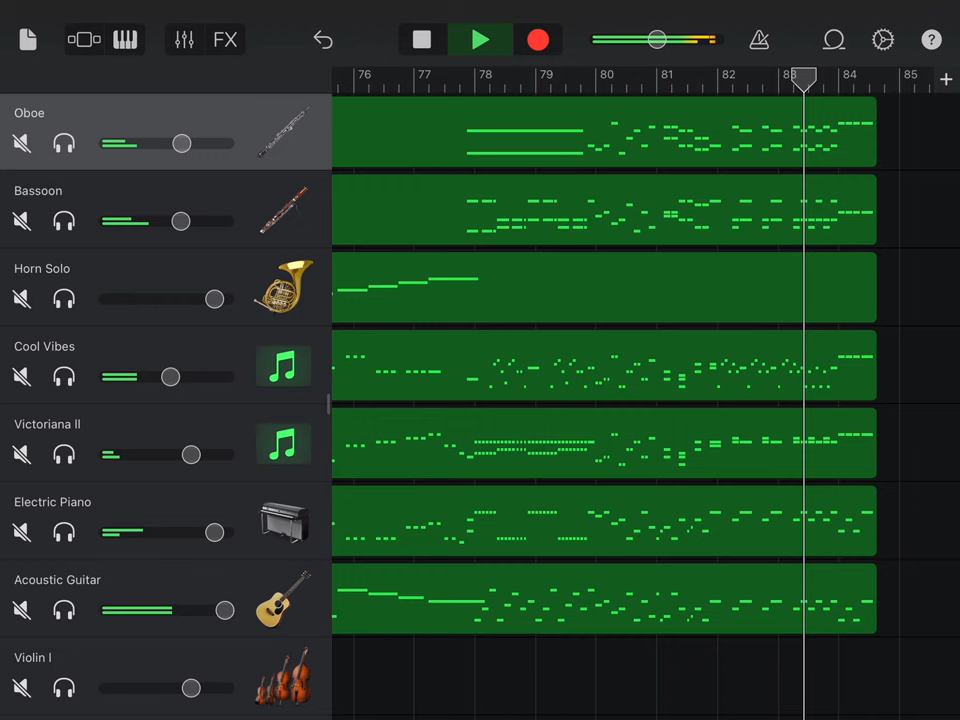 FX
?
76 77 78 79 80 81 82 83 84 85 +
Oboe
Bassoon
Horn Solo
Cool Vibes
Victoriana II
Electric Piano
Acoustic Guitar
Violin I